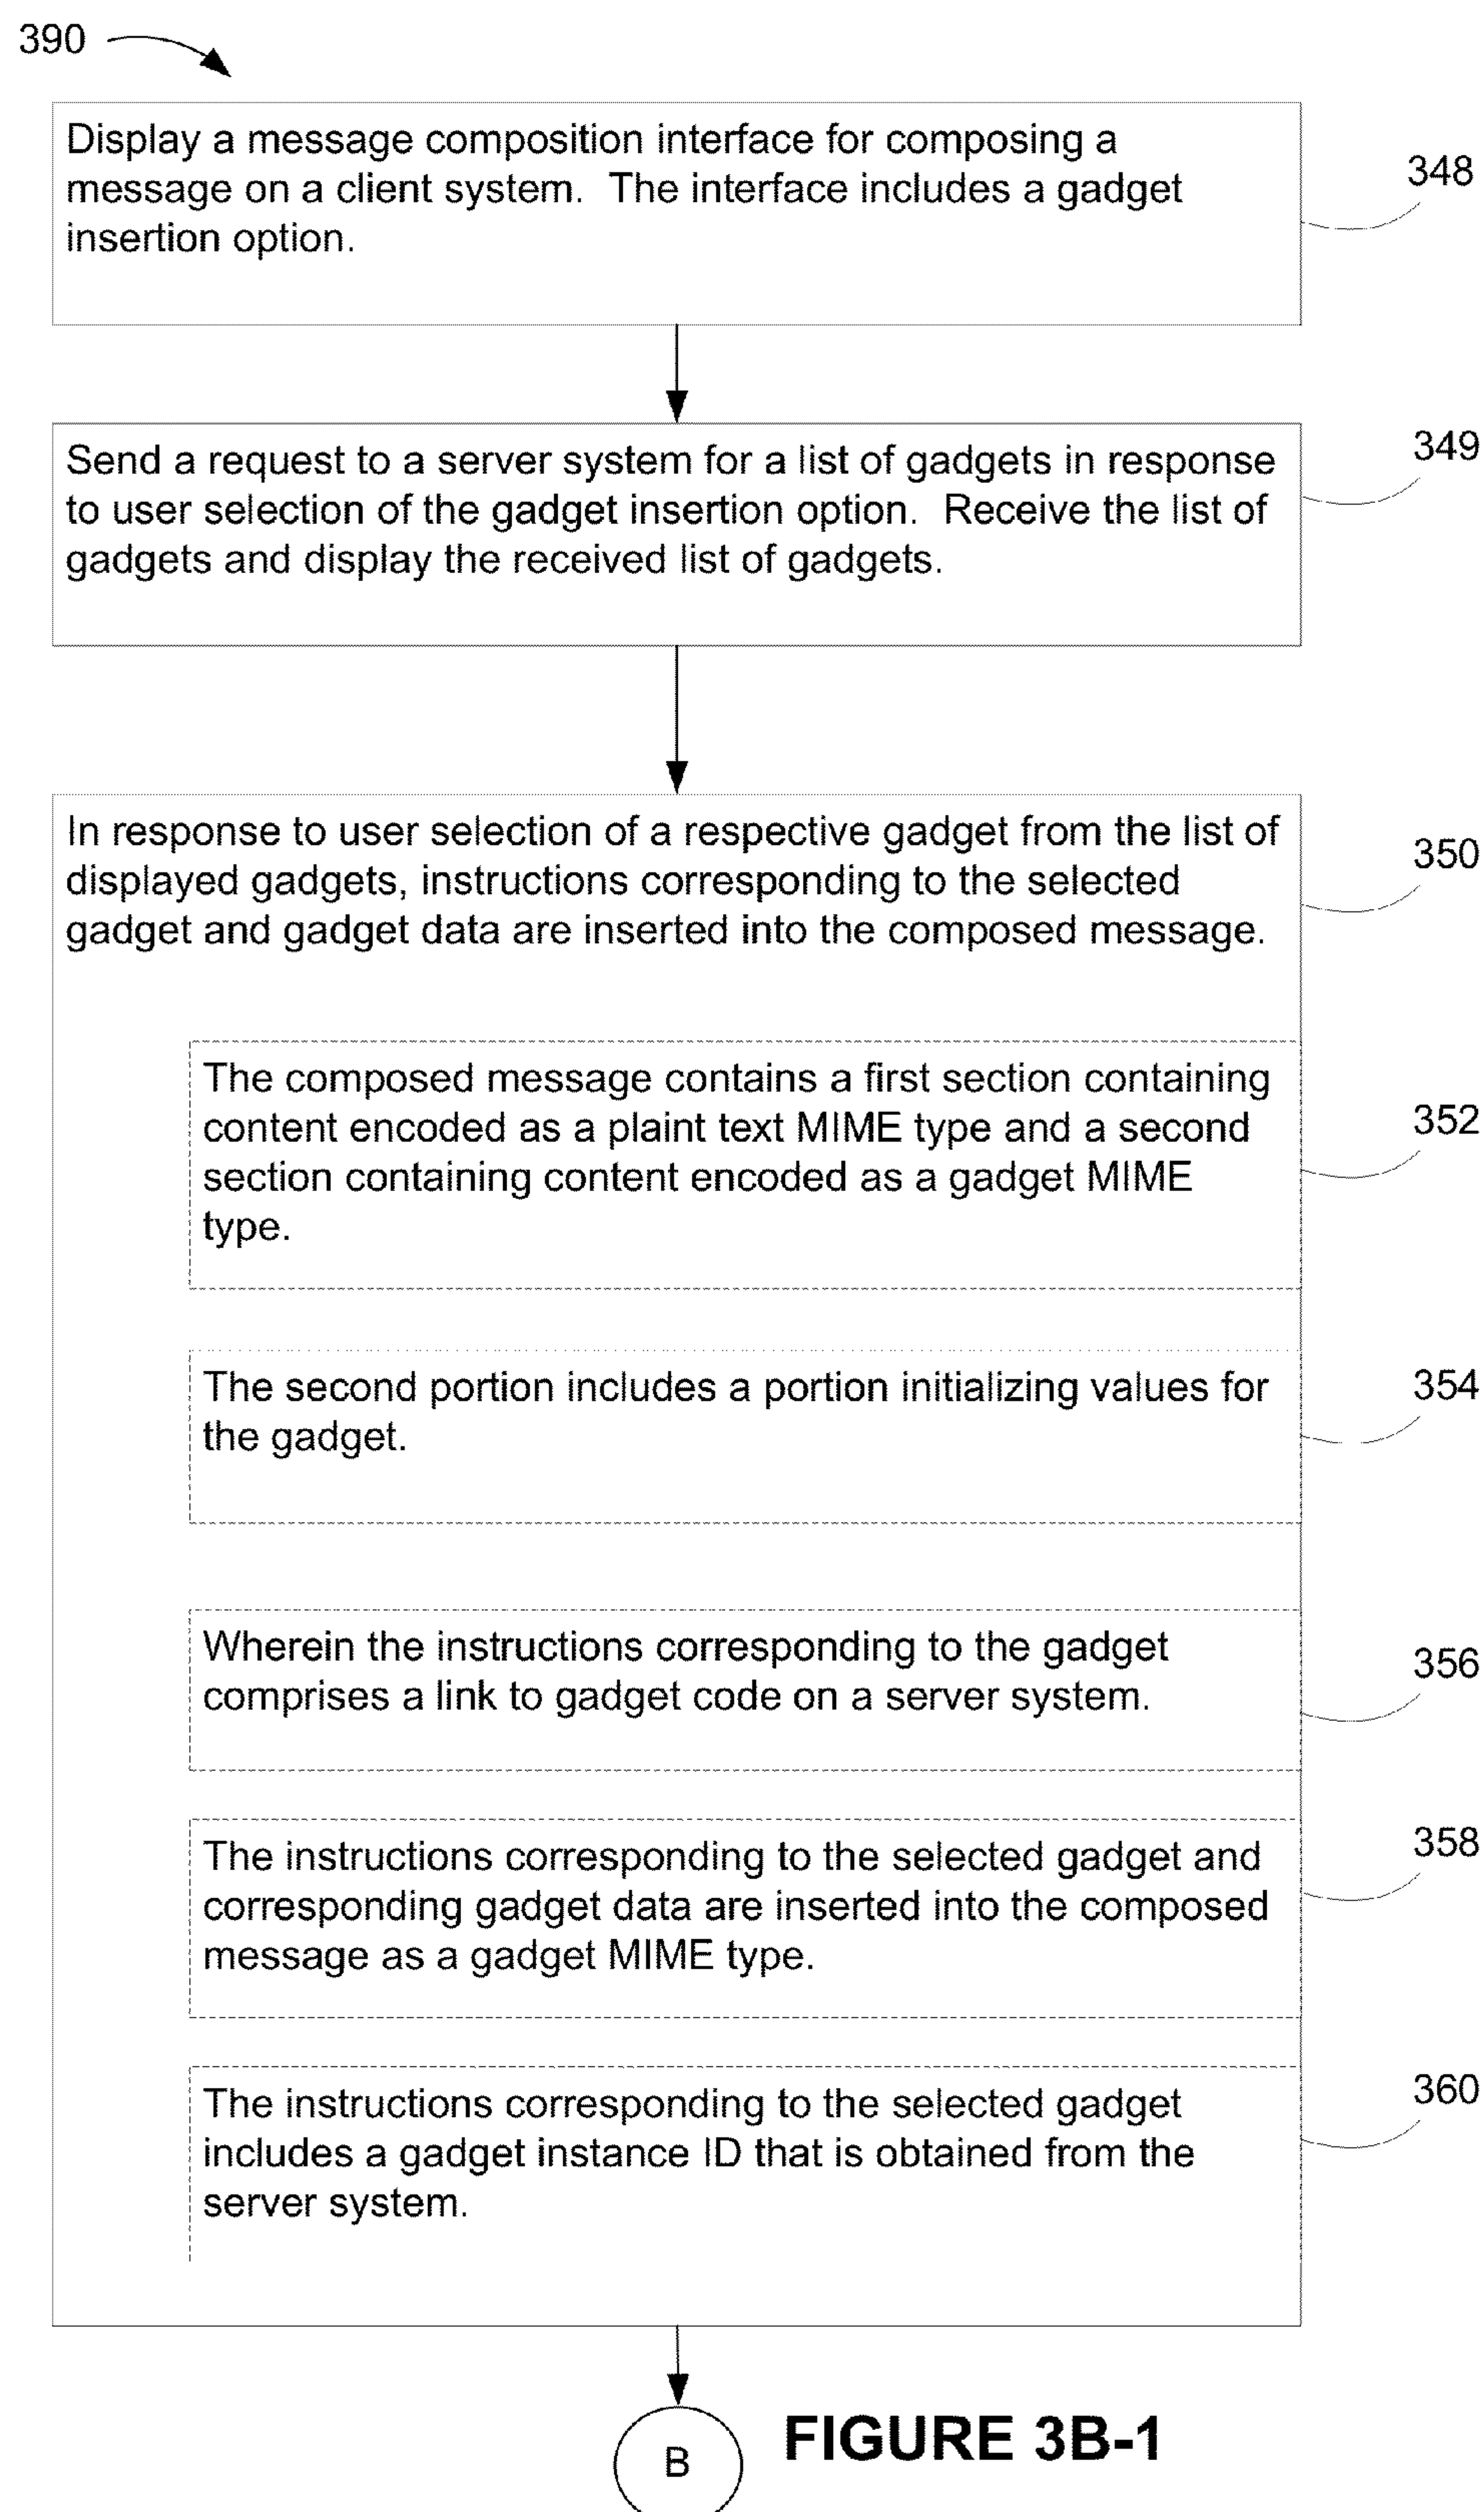 390
Display a message composition interface for composing a
message on a client system.  The interface includes a gadget
insertion option.
348
Send a request to a server system for a list of gadgets in response
to user selection of the gadget insertion option.  Receive the list of
gadgets and display the received list of gadgets.
349
In response to user selection of a respective gadget from the list of
displayed gadgets, instructions corresponding to the selected
gadget and gadget data are inserted into the composed message.
350
The composed message contains a first section containing
content encoded as a plaint text MIME type and a second
section containing content encoded as a gadget MIME
type.
352
The second portion includes a portion initializing values for
the gadget.
354
Wherein the instructions corresponding to the gadget
comprises a link to gadget code on a server system.
356
The instructions corresponding to the selected gadget and
corresponding gadget data are inserted into the composed
message as a gadget MIME type.
358
The instructions corresponding to the selected gadget
includes a gadget instance ID that is obtained from the
server system.
360
B
FIGURE 3B-1